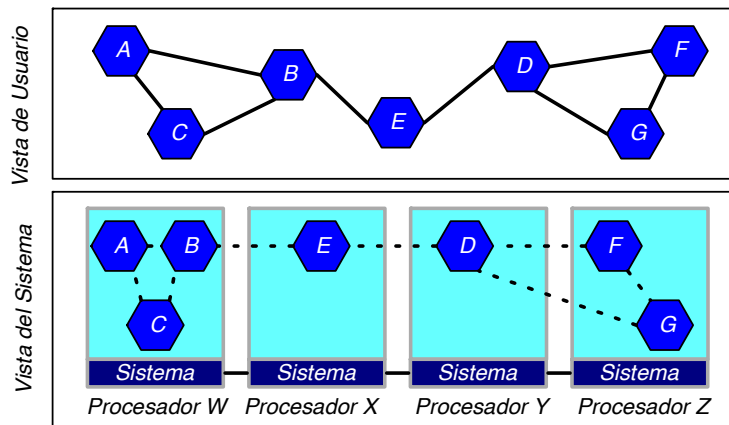 Vista de Usuario
A
B
C
E
D
F
G
Vista del Sistema
A
B
E
D
F
C
G
Sistema
Sistema
Sistema
Sistema
Procesador W
Procesador X
Procesador Y
Procesador Z